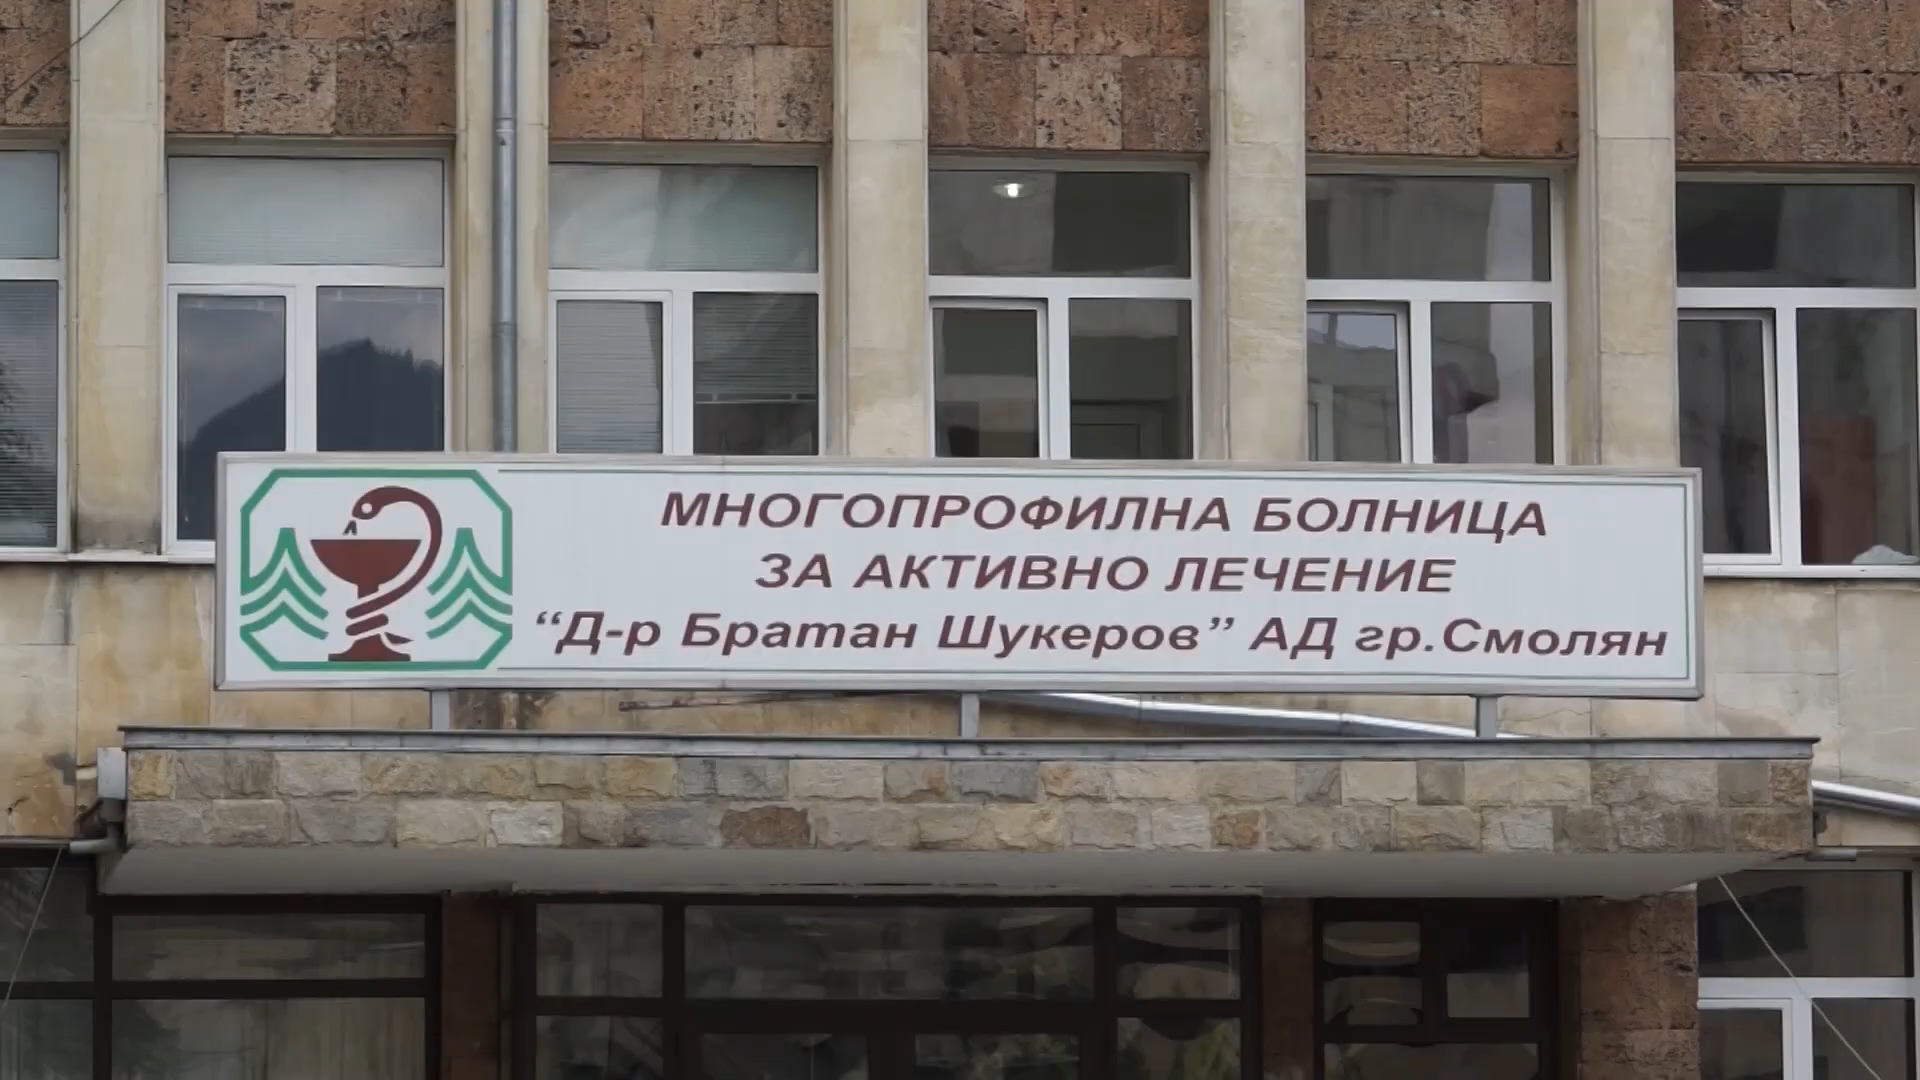 МНОГОПРОФИЛНА БОЛНИЦА
ЗА АКТИВНО ЛЕЧЕНИЕ
“Д-р Братан Шукеров” АД гр.Смолян